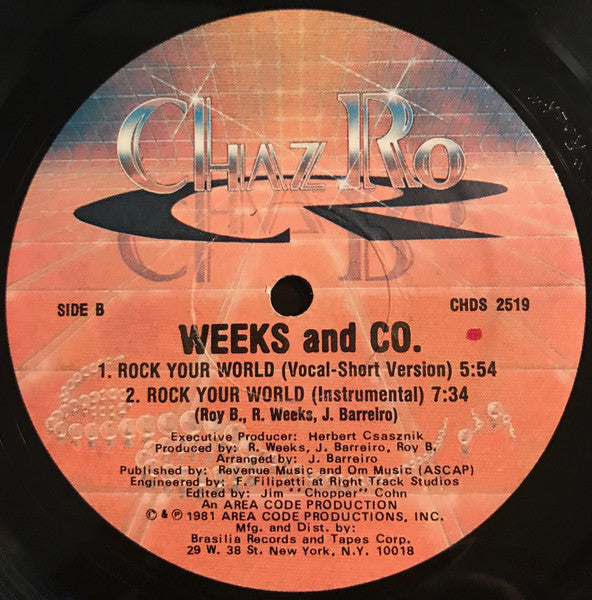 CHAZ RO
SIDE B
CHDS 2519
WEEKS and CO.
1. ROCK YOUR WORLD (Vocal-Short Version) 5:54
2. ROCK YOUR WORLD (Instrumental) 7:34
(Roy B., R. Weeks, J. Barreiro)
Executive Producer: Herbert Csasznik
Produced by: R. Weeks, J. Barreiro, Roy B.
Arranged by: J. Barreiro
Published by: Revenue Music and Om Music (ASCAP)
Engineered by: F. Filipetti at Right Track Studios
Edited by: Jim ""Chopper" Cohn
An AREA CODE PRODUCTION
© & ℗ 1981 AREA CODE PRODUCTIONS, INC.
Mfg. and Dist. by:
Brasilia Records and Tapes Corp.
29 W. 38 St. New York, N.Y. 10018